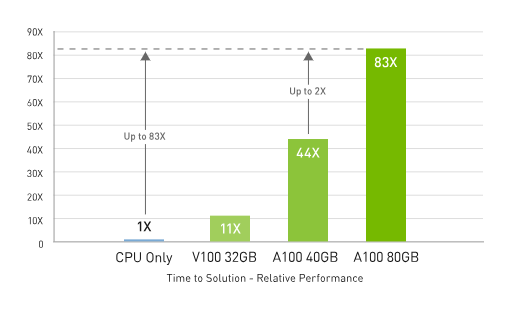 90X
80X
83X
70X
Up to 2X
60X
50X
Up to 83X
40X
44X
30X
20X
1X
11X
10X
0
CPU Only V100 32GB A100 40GB A100 80GB
Time to Solution - Relative Performance